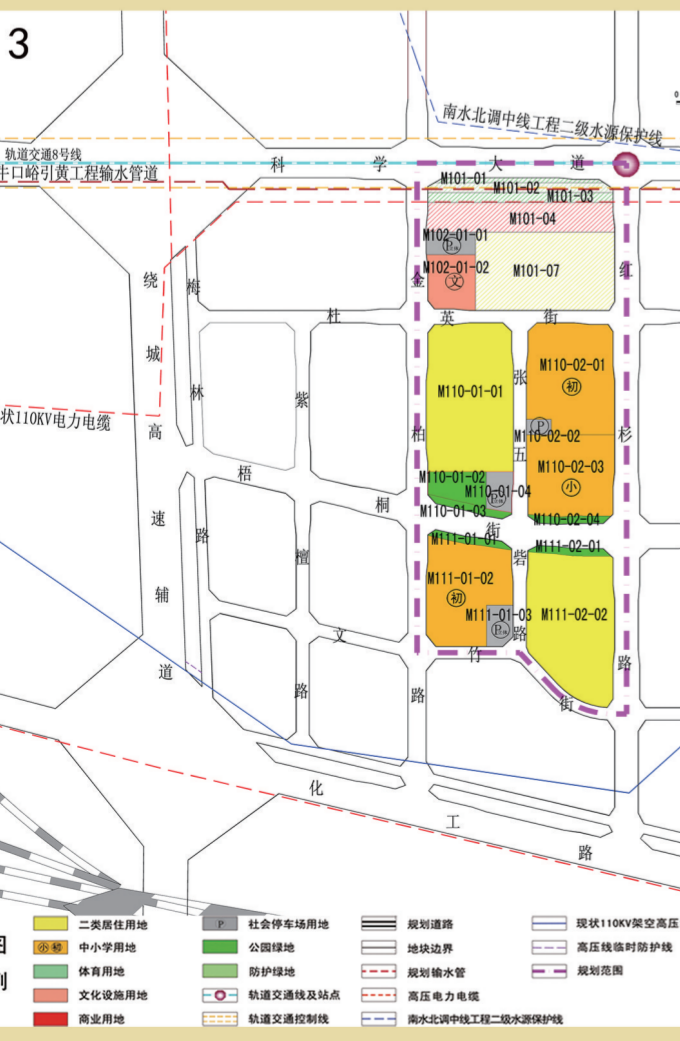 3
南水北调中线工程二级水源保护线
轨道交通8号线
牛口峪引黄工程输水管道
科学大道
M101-01
M101-02
M101-03
M101-04
M102-01-01
P
M102-01-02
文
M101-07
绕城高速辅道
梅林路
金柏路
红杉路
杜英街
紫檀路
张五砦路
M110-01-01
M110-02-01
初
P
M110-02-02
M110-02-03
小
状110KV电力电缆
梧桐街
M110-01-02
M110-01-04
P
M110-01-03
M110-02-04
M111-01-01
M111-02-01
M111-01-02
初
M111-01-03
P
M111-02-02
文竹街
化工路
图
例
二类居住用地
P 社会停车场用地
规划道路
现状110KV架空高压
小 初 中小学用地
公园绿地
地块边界
高压线临时防护线
体育用地
防护绿地
规划输水管
规划范围
文化设施用地
轨道交通线及站点
高压电力电缆
商业用地
轨道交通控制线
南水北调中线工程二级水源保护线